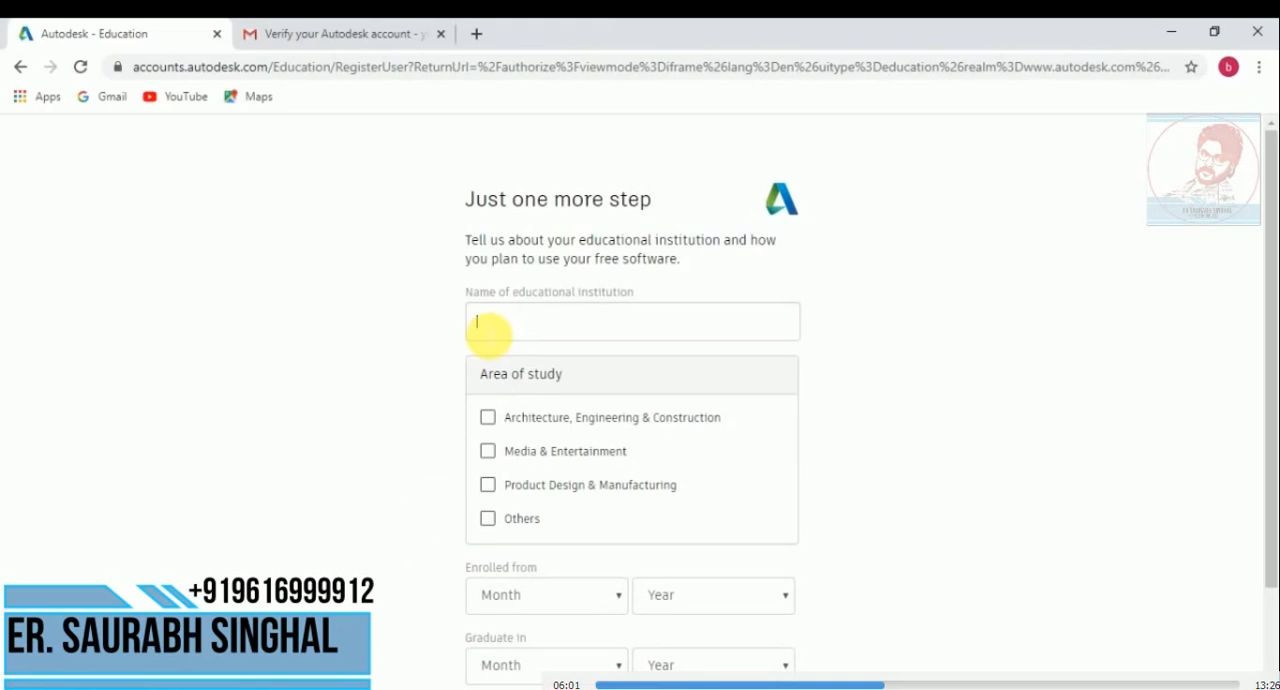 Autodesk - Education
Verify your Autodesk account - y
accounts.autodesk.com/Education/RegisterUser?ReturnUrl=%2Fauthorize%3Fviewmode%3Diframe%26lang%3Den%26uitype%3Deducation%26realm%3Dwww.autodesk.com%26...
b
Apps
Gmail
YouTube
Maps
Just one more step
Tell us about your educational institution and how
you plan to use your free software.
Name of educational institution
Area of study
Architecture, Engineering & Construction
Media & Entertainment
Product Design & Manufacturing
Others
Enrolled from
Month
Year
Graduate in
Month
Year
+919616999912
ER. SAURABH SINGHAL
06:01
13:26